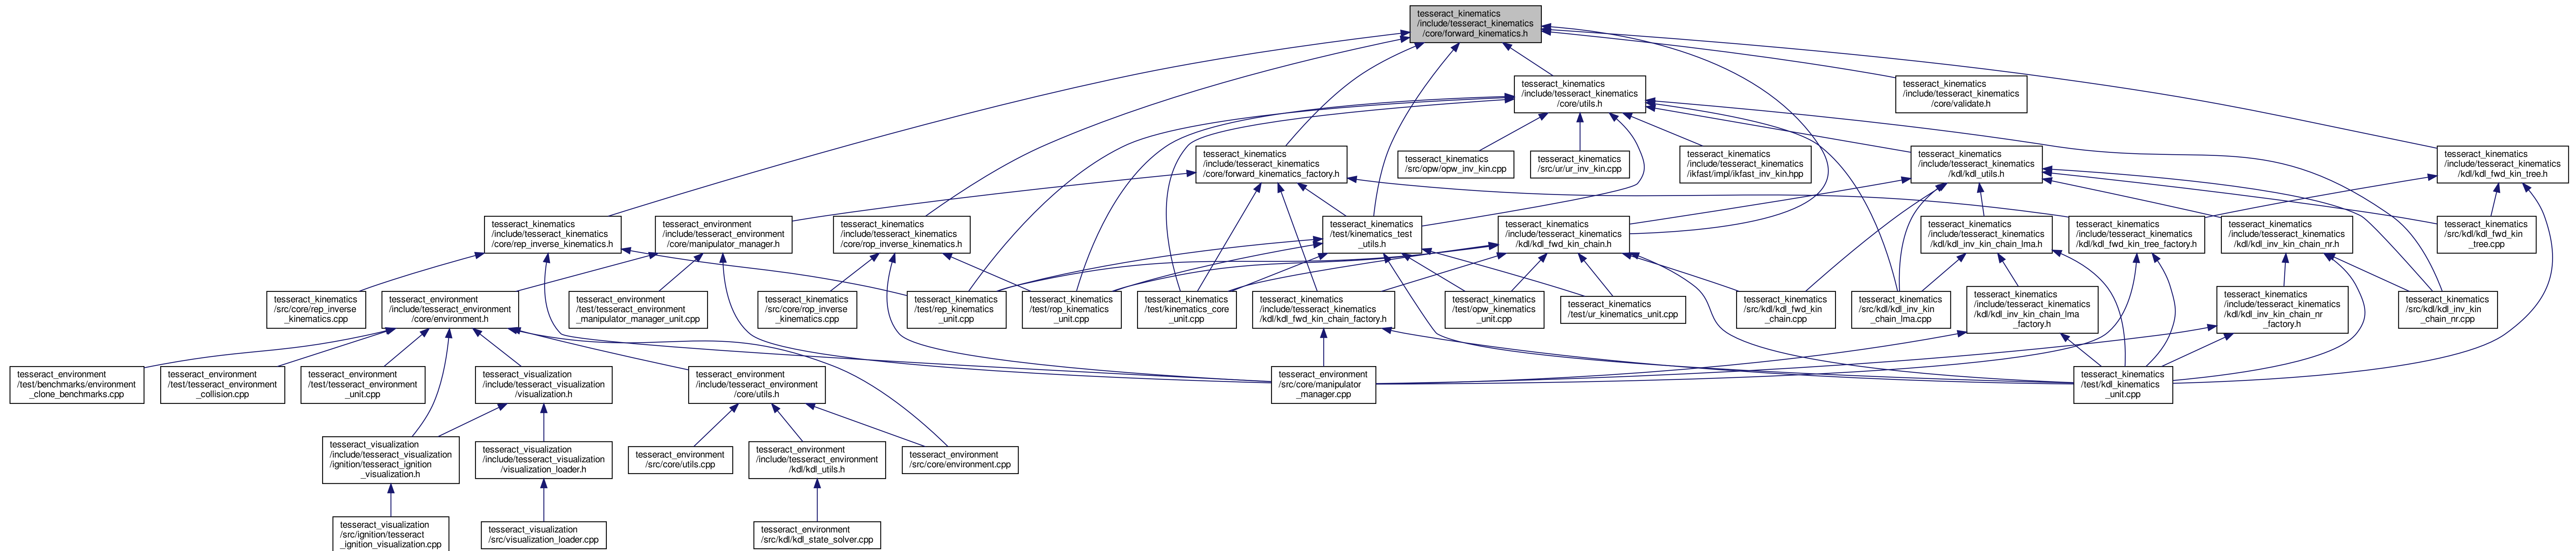 tesseract_kinematics
/include/tesseract_kinematics
/core/forward_kinematics.h
tesseract_kinematics
/include/tesseract_kinematics
/core/utils.h
tesseract_kinematics
/include/tesseract_kinematics
/core/validate.h
tesseract_kinematics
/include/tesseract_kinematics
/core/forward_kinematics_factory.h
tesseract_kinematics
/src/opw/opw_inv_kin.cpp
tesseract_kinematics
/src/ur/ur_inv_kin.cpp
tesseract_kinematics
/include/tesseract_kinematics
/ikfast/impl/ikfast_inv_kin.hpp
tesseract_kinematics
/include/tesseract_kinematics
/kdl/kdl_utils.h
tesseract_kinematics
/include/tesseract_kinematics
/kdl/kdl_fwd_kin_tree.h
tesseract_kinematics
/include/tesseract_kinematics
/core/rep_inverse_kinematics.h
tesseract_environment
/include/tesseract_environment
/core/manipulator_manager.h
tesseract_kinematics
/include/tesseract_kinematics
/core/rop_inverse_kinematics.h
tesseract_kinematics
/test/kinematics_test
_utils.h
tesseract_kinematics
/include/tesseract_kinematics
/kdl/kdl_fwd_kin_chain.h
tesseract_kinematics
/include/tesseract_kinematics
/kdl/kdl_inv_kin_chain_lma.h
tesseract_kinematics
/include/tesseract_kinematics
/kdl/kdl_fwd_kin_tree_factory.h
tesseract_kinematics
/include/tesseract_kinematics
/kdl/kdl_inv_kin_chain_nr.h
tesseract_kinematics
/src/kdl/kdl_fwd_kin
_tree.cpp
tesseract_kinematics
/src/core/rep_inverse
_kinematics.cpp
tesseract_environment
/include/tesseract_environment
/core/environment.h
tesseract_environment
/test/tesseract_environment
_manipulator_manager_unit.cpp
tesseract_kinematics
/src/core/rop_inverse
_kinematics.cpp
tesseract_kinematics
/test/rep_kinematics
_unit.cpp
tesseract_kinematics
/test/rop_kinematics
_unit.cpp
tesseract_kinematics
/test/kinematics_core
_unit.cpp
tesseract_kinematics
/include/tesseract_kinematics
/kdl/kdl_fwd_kin_chain_factory.h
tesseract_kinematics
/test/opw_kinematics
_unit.cpp
tesseract_kinematics
/test/ur_kinematics_unit.cpp
tesseract_kinematics
/src/kdl/kdl_fwd_kin
_chain.cpp
tesseract_kinematics
/src/kdl/kdl_inv_kin
_chain_lma.cpp
tesseract_kinematics
/include/tesseract_kinematics
/kdl/kdl_inv_kin_chain_lma
_factory.h
tesseract_kinematics
/include/tesseract_kinematics
/kdl/kdl_inv_kin_chain_nr
_factory.h
tesseract_kinematics
/src/kdl/kdl_inv_kin
_chain_nr.cpp
tesseract_environment
/test/benchmarks/environment
_clone_benchmarks.cpp
tesseract_environment
/test/tesseract_environment
_collision.cpp
tesseract_environment
/test/tesseract_environment
_unit.cpp
tesseract_visualization
/include/tesseract_visualization
/visualization.h
tesseract_environment
/include/tesseract_environment
/core/utils.h
tesseract_environment
/src/core/manipulator
_manager.cpp
tesseract_kinematics
/test/kdl_kinematics
_unit.cpp
tesseract_visualization
/include/tesseract_visualization
/ignition/tesseract_ignition
_visualization.h
tesseract_visualization
/include/tesseract_visualization
/visualization_loader.h
tesseract_environment
/src/core/utils.cpp
tesseract_environment
/include/tesseract_environment
/kdl/kdl_utils.h
tesseract_environment
/src/core/environment.cpp
tesseract_visualization
/src/ignition/tesseract
_ignition_visualization.cpp
tesseract_visualization
/src/visualization_loader.cpp
tesseract_environment
/src/kdl/kdl_state_solver.cpp